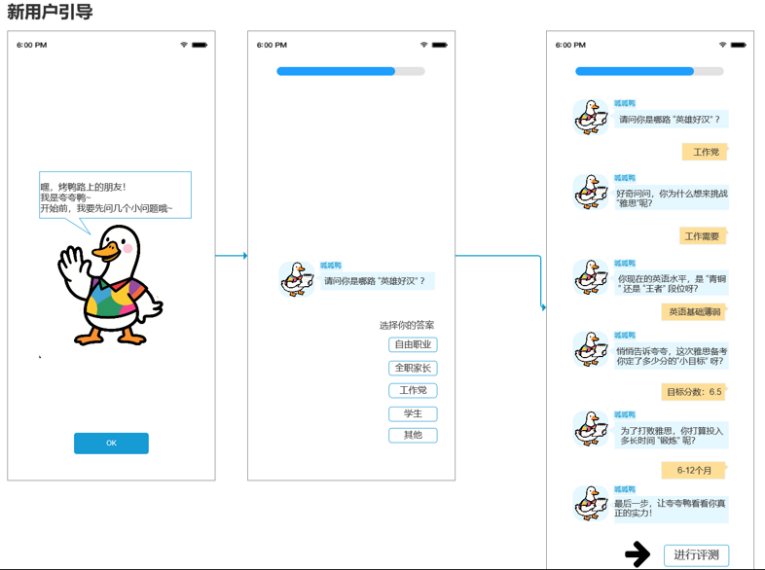 新用户引导
6:00 PM
嘿，烤鸭路上的朋友！
我是夸夸鸭~
开始前，我要先问几个小问题哦~
OK
6:00 PM
呱呱鸭
请问你是哪路 "英雄好汉" ？
选择你的答案
自由职业
全职家长
工作党
学生
其他
6:00 PM
呱呱鸭
请问你是哪路 "英雄好汉" ？
工作党
呱呱鸭
好奇问问，你为什么想来挑战
"雅思"呢？
工作需要
呱呱鸭
你现在的英语水平，是 "青铜
" 还是 "王者" 段位呀？
英语基础薄弱
呱呱鸭
悄悄告诉夸夸，这次雅思备考
你定了多少分的"小目标" 呀？
目标分数：6.5
呱呱鸭
为了打败雅思，你打算投入
多长时间 "锻炼" 呢？
6-12个月
呱呱鸭
最后一步，让夸夸鸭看看你真
正的实力！
进行评测